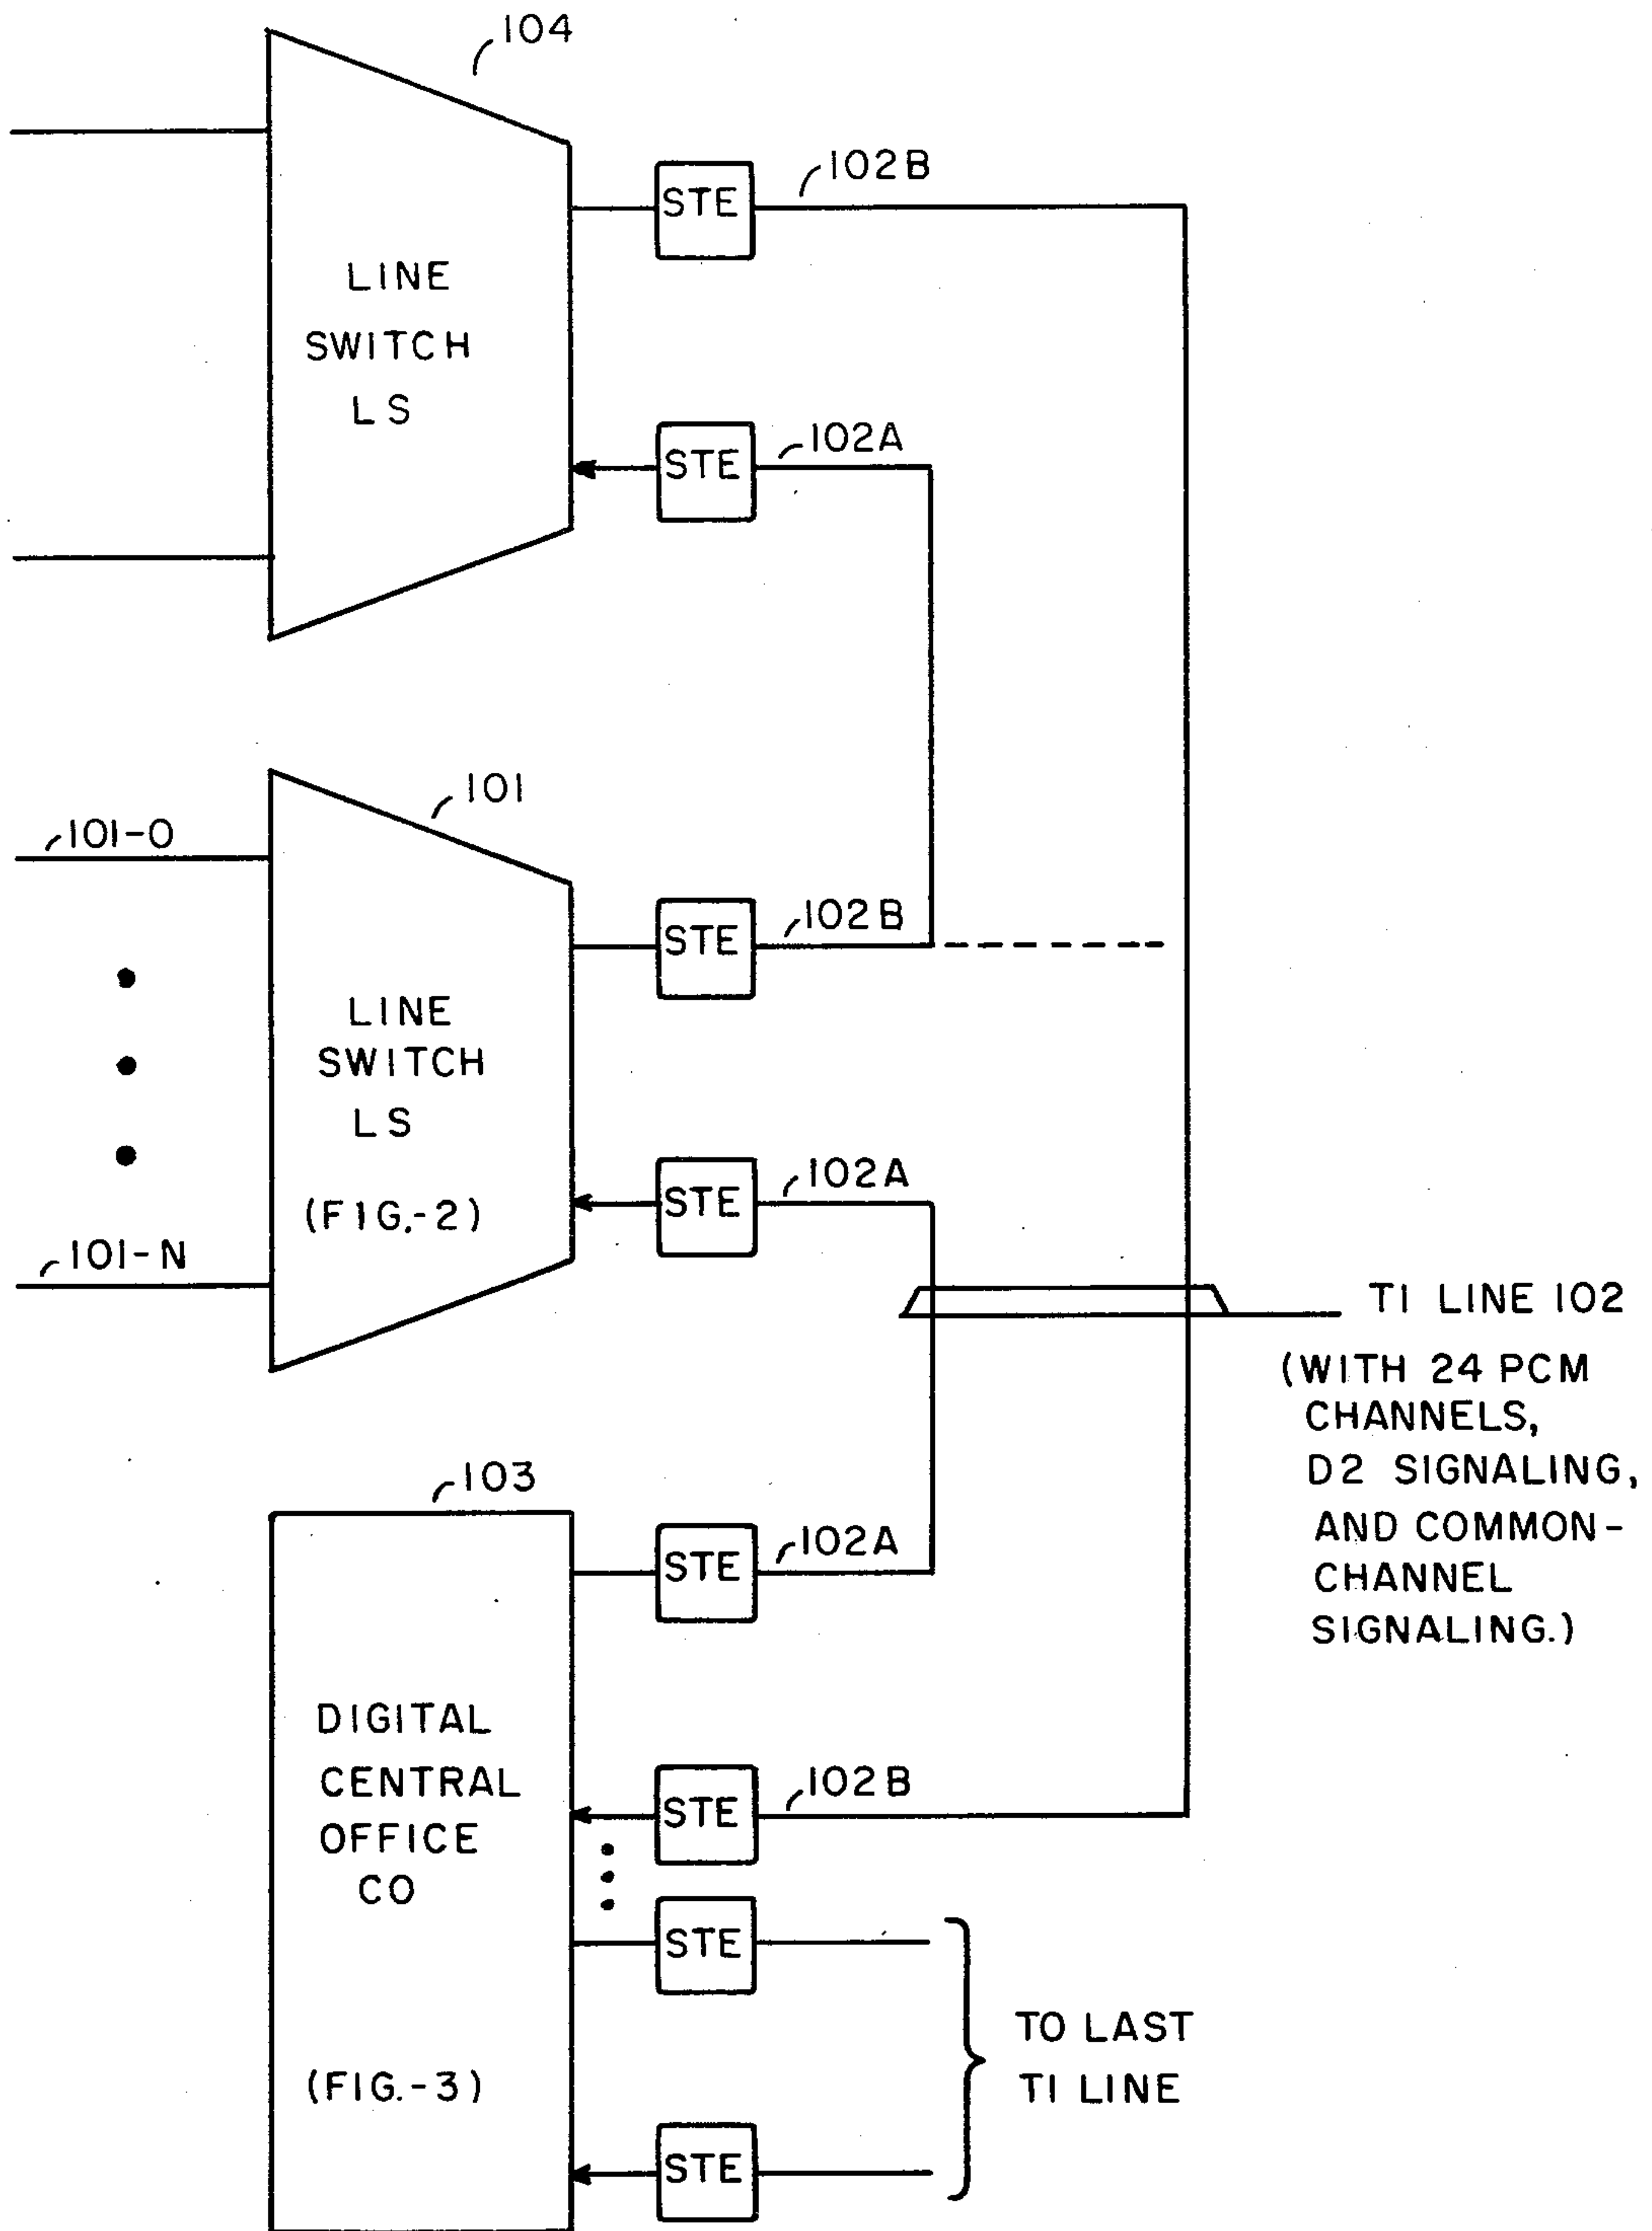 104
102B
STE
LINE
SWITCH
LS
102A
STE
101
101-0
102B
STE
LINE
SWITCH
LS
102A
STE
(FIG.-2)
101-N
T1 LINE 102
(WITH 24 PCM
CHANNELS,
D2 SIGNALING,
AND COMMON-
CHANNEL
SIGNALING.)
103
102A
STE
DIGITAL
CENTRAL
OFFICE
CO
102B
STE
STE
TO LAST
T1 LINE
(FIG.-3)
STE